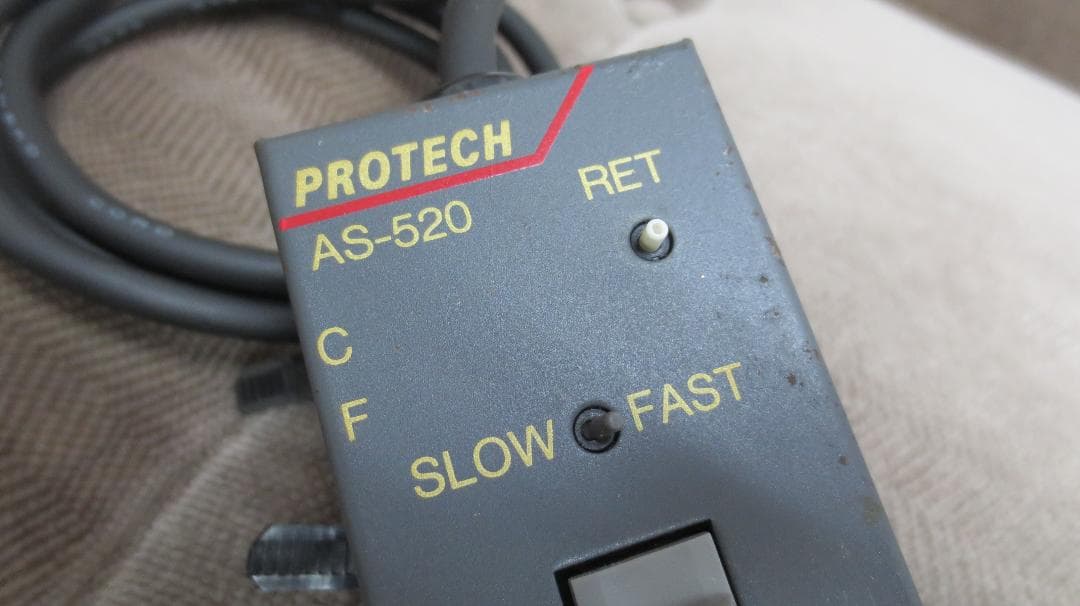 PROTECH
AS-520
RET
C
F
SLOW FAST